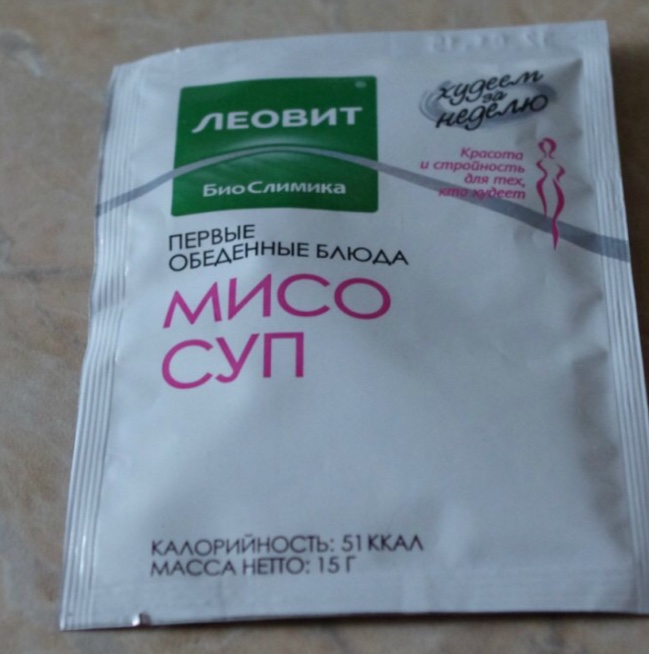 ЛЕОВИТ
®
БиоСлимика
худеем
за
неделю
Красота
и стройность
для тех,
кто худеет
ПЕРВЫЕ
ОБЕДЕННЫЕ БЛЮДА
МИСО
СУП
КАЛОРИЙНОСТЬ: 51 ККАЛ
МАССА НЕТТО: 15 Г